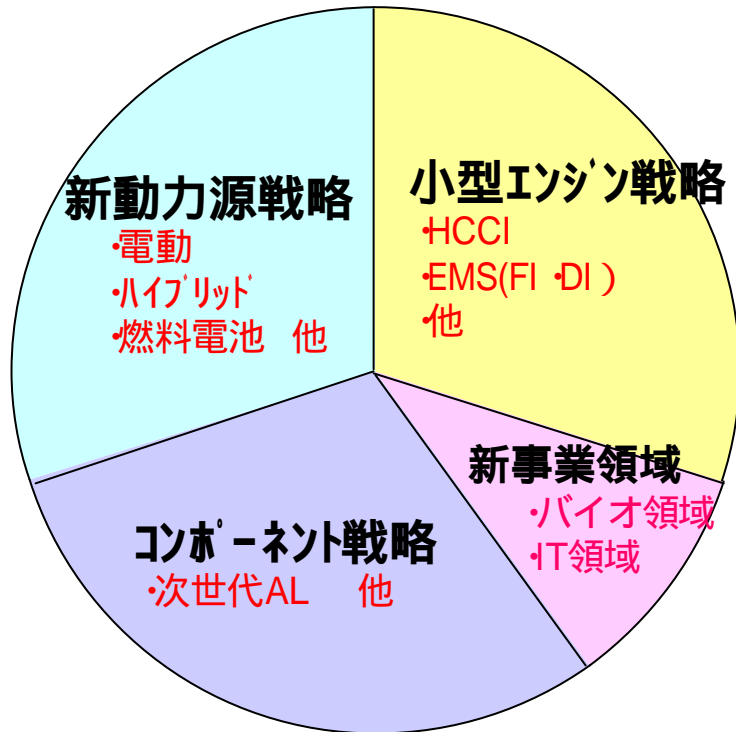 新動力源戦略
・電動
・ﾊｲﾌﾞﾘｯﾄﾞ
・燃料電池　他
小型ｴﾝｼﾞﾝ戦略
・HCCI
・EMS(FI ・DI ）
・他
新事業領域
・バイオ領域
・IT領域
ｺﾝﾎﾟｰﾈﾝﾄ戦略
・次世代AL　他